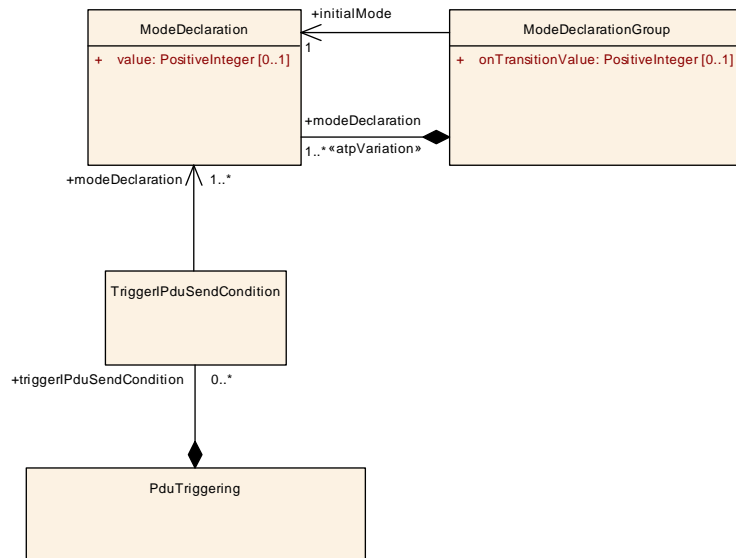 +initialMode
ModeDeclaration
ModeDeclarationGroup
+ value: PositiveInteger [0..1]
1
+ onTransitionValue: PositiveInteger [0..1]
+modeDeclaration
1..* «atpVariation»
+modeDeclaration 1..*
TriggerIPduSendCondition
+triggerIPduSendCondition 0..*
PduTriggering